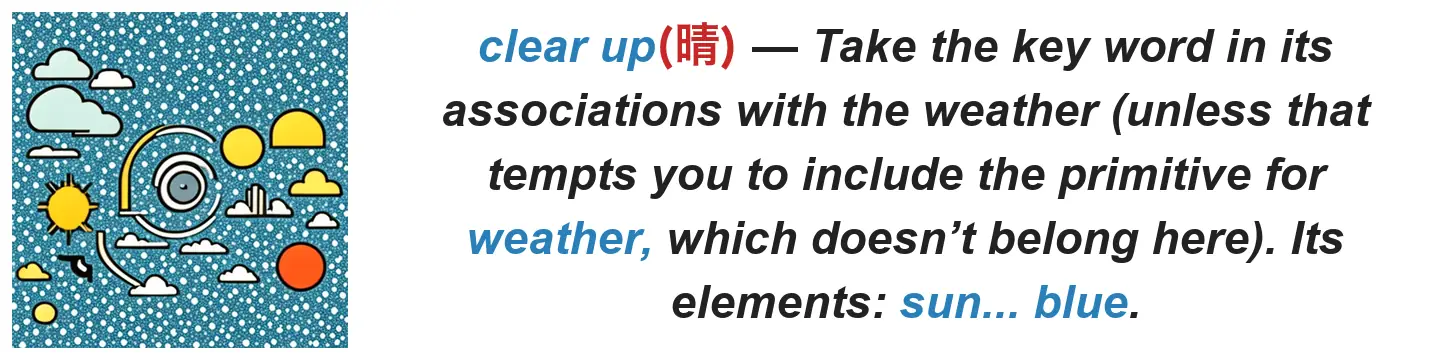 clear up(晴) — Take the key word in its
associations with the weather (unless that
tempts you to include the primitive for
weather, which doesn’t belong here). Its
elements: sun... blue.